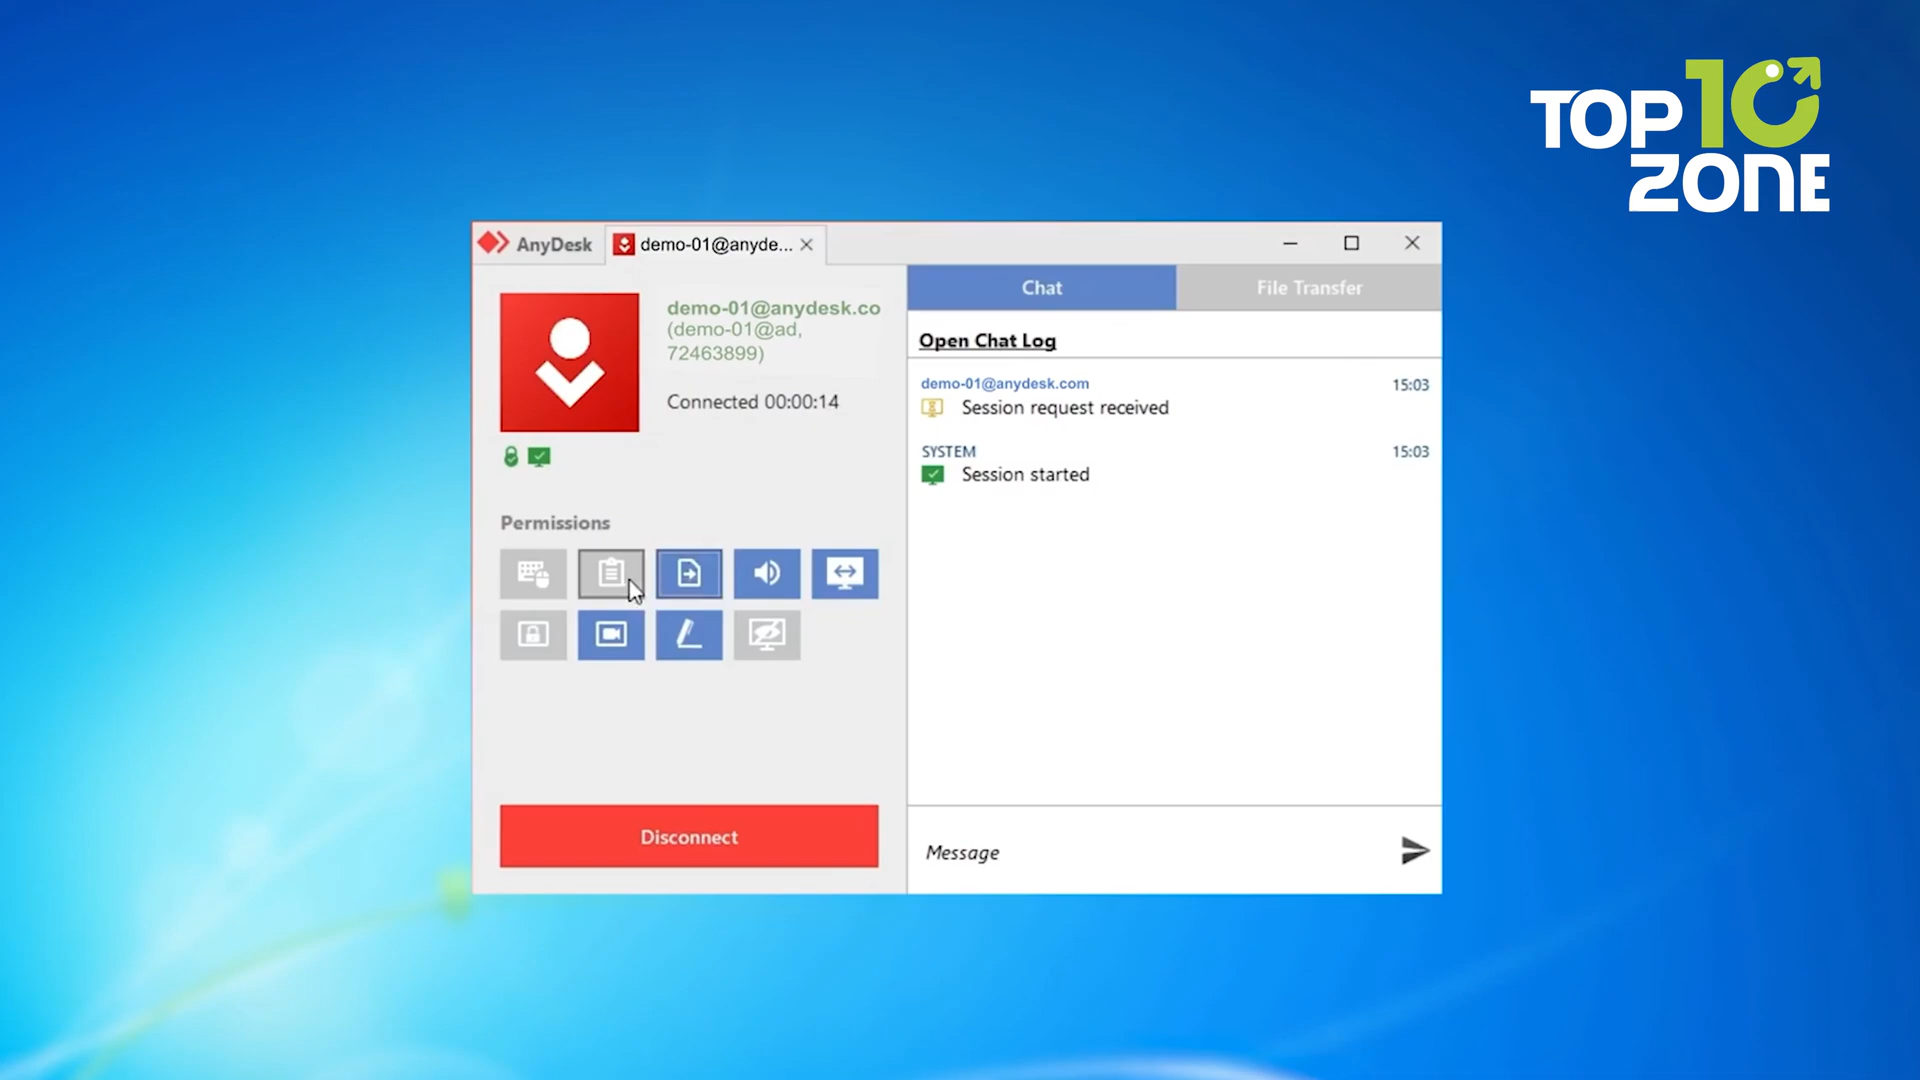 TOP10
ZONE
AnyDesk
demo-01@anyde...
demo-01@anydesk.co
(demo-01@ad,
72463899)
Connected 00:00:14
Permissions
Disconnect
Chat
File Transfer
Open Chat Log
demo-01@anydesk.com 15:03
Session request received
SYSTEM 15:03
Session started
Message